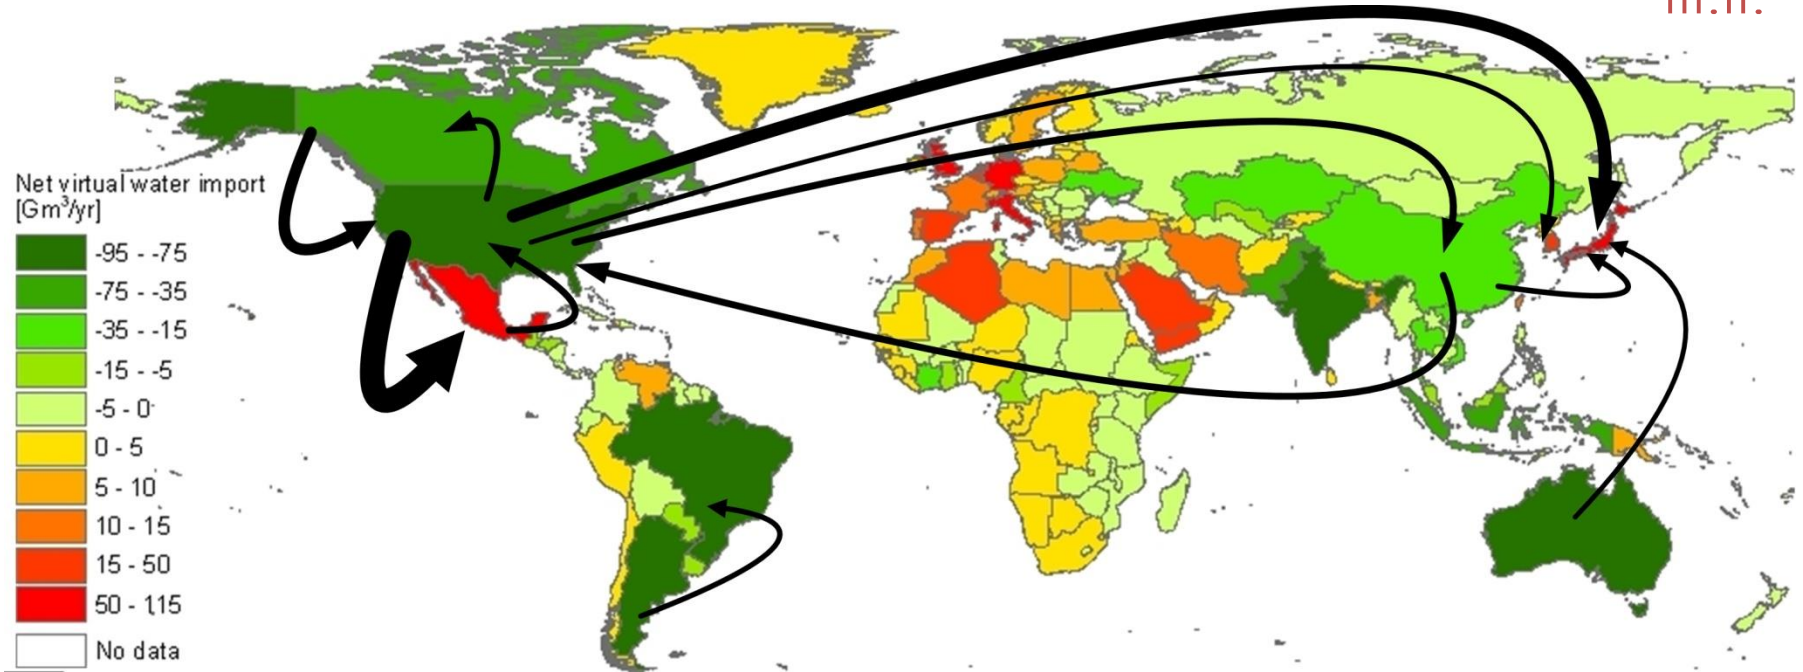 Net virtual water import
[Gm³/yr]
-95 - -75
-75 - -35
-35 - -15
-15 - -5
-5 - 0
0 - 5
5 - 10
10 - 15
15 - 50
50 - 115
No data